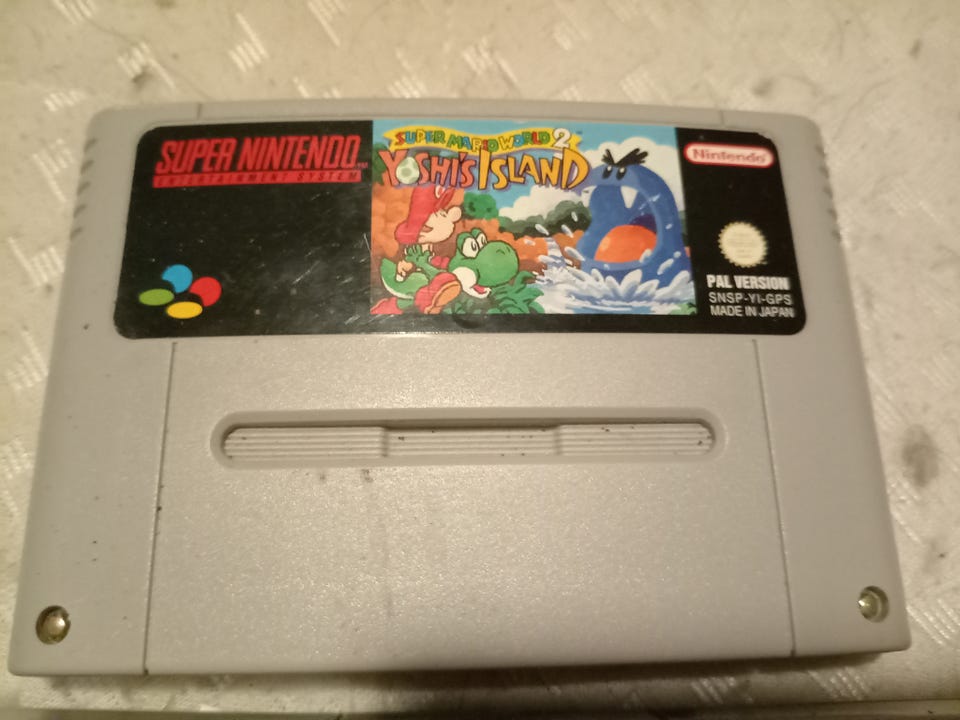 SUPER NINTENDO
ENTERTAINMENT SYSTEM
SUPER MARIO WORLD 2
YOSHI'S ISLAND
Nintendo
PAL VERSION
SNSP-YI-GPS
MADE IN JAPAN